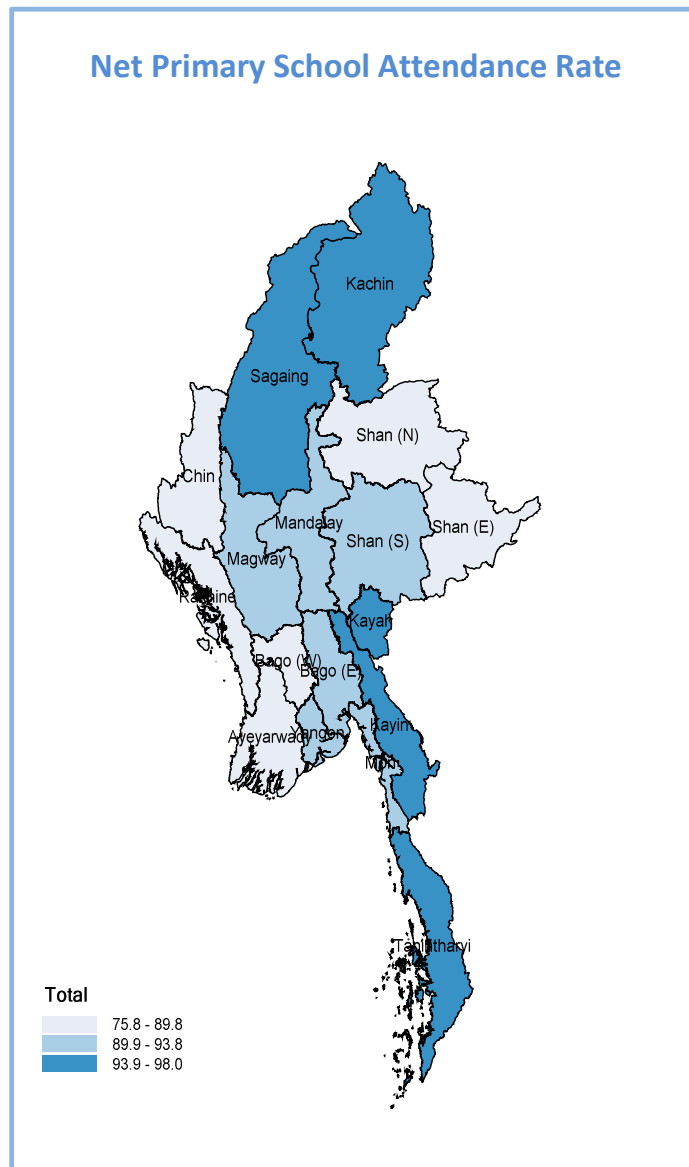 Net Primary School Attendance Rate
Kachin
Sagaing
Shan (N)
Chin
Mandalay
Shan (E)
Shan (S)
Magway
Rakhine
Kayah
Bago (W)
Bago (E)
Kayin
Ayeyarwady
Yangon
Mon
Tanintharyi
Total
75.8 - 89.8
89.9 - 93.8
93.9 - 98.0